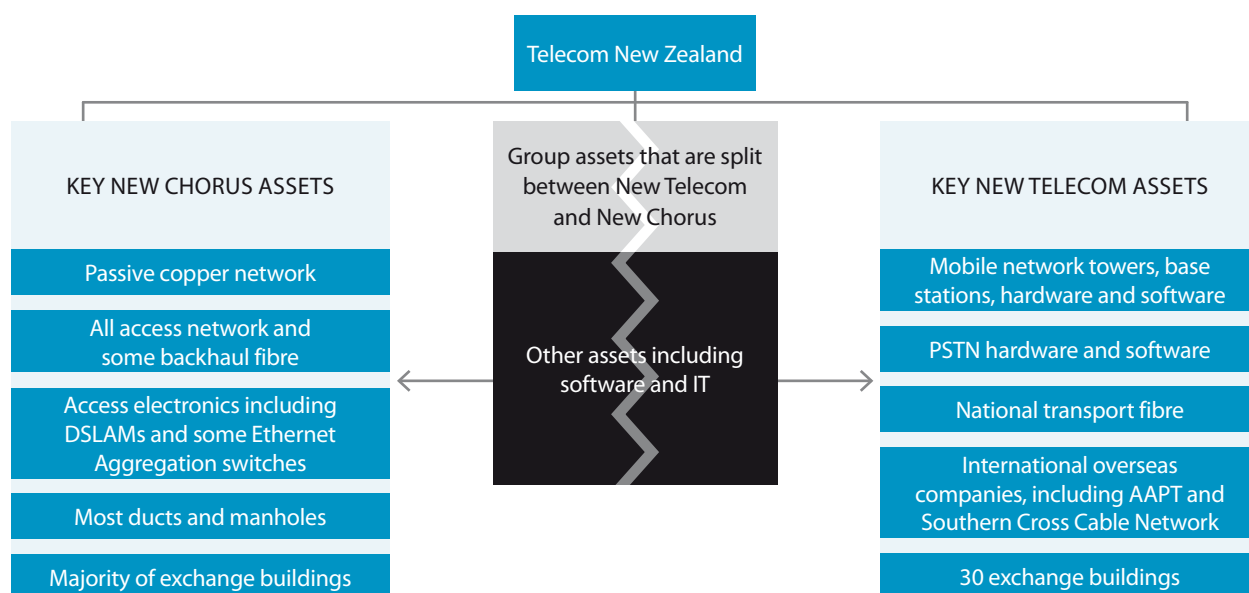 Telecom New Zealand
KEY NEW CHORUS ASSETS
Passive copper network
All access network and
some backhaul fibre
Access electronics including
DSLAMs and some Ethernet
Aggregation switches
Most ducts and manholes
Majority of exchange buildings
Group assets that are split
between New Telecom
and New Chorus
Other assets including
software and IT
KEY NEW TELECOM ASSETS
Mobile network towers, base
stations, hardware and software
PSTN hardware and software
National transport fibre
International overseas
companies, including AAPT and
Southern Cross Cable Network
30 exchange buildings